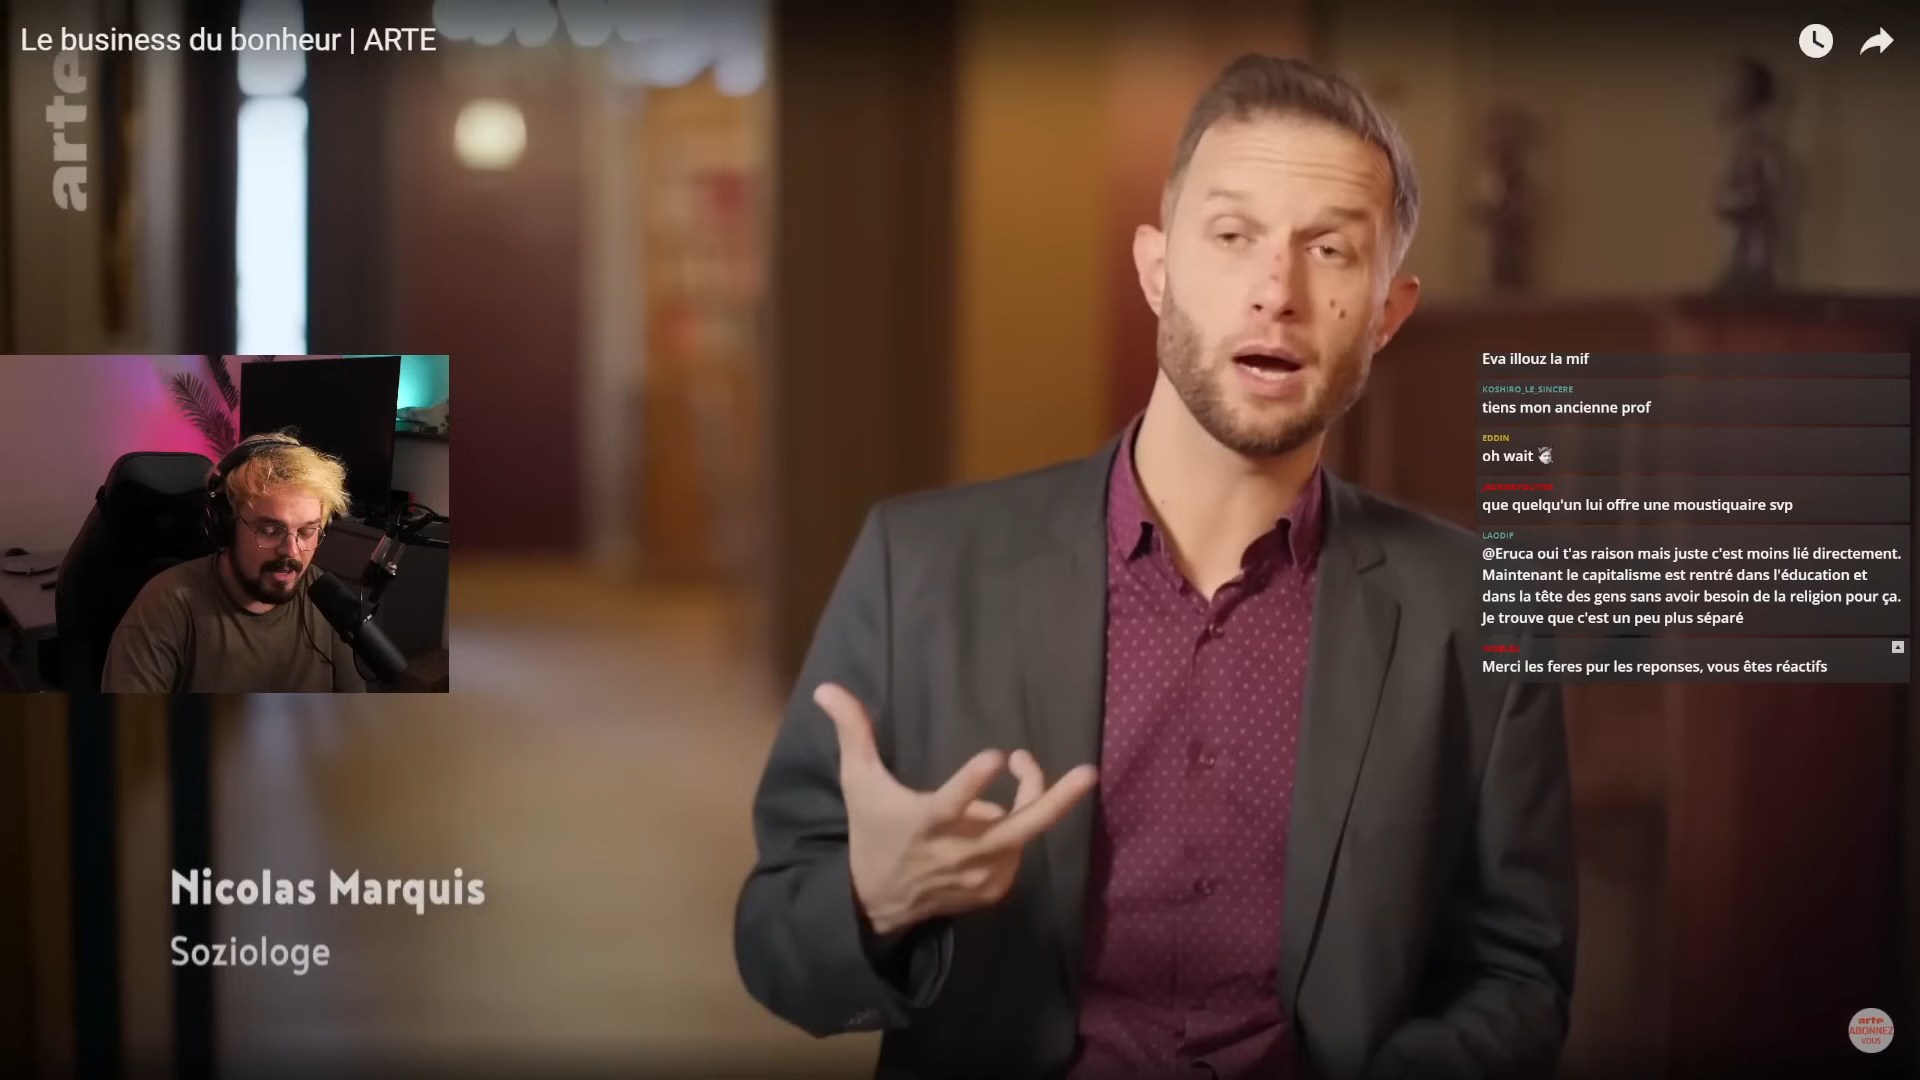 Le business du bonheur | ARTE
arte
Eva illouz la mif
KOSHIRO_LE_SINCERE
tiens mon ancienne prof
EDDIN
oh wait
que quelqu'un lui offre une moustiquaire svp
LAODIF
@Eruca oui t'as raison mais juste c'est moins lié directement.
Maintenant le capitalisme est rentré dans l'éducation et
dans la tête des gens sans avoir besoin de la religion pour ça.
Je trouve que c'est un peu plus séparé
Merci les feres pur les reponses, vous êtes réactifs
Nicolas Marquis
Soziologe
arte
ABONNEZ
VOUS